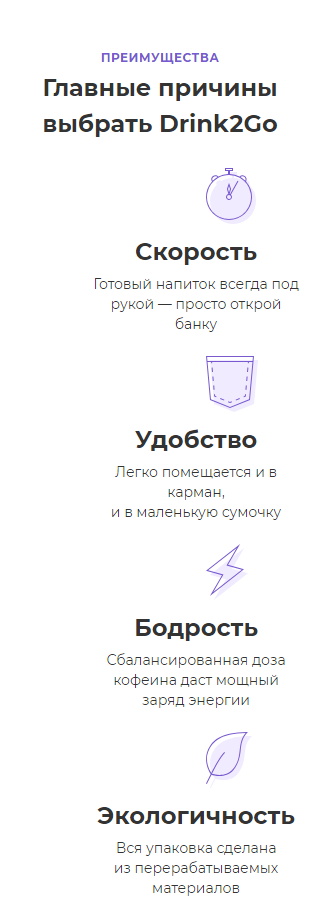 ПРЕИМУЩЕСТВА
Главные причины
выбрать Drink2Go
Скорость
Готовый напиток всегда под
рукой — просто открой
банку
Удобство
Легко помещается и в
карман,
и в маленькую сумочку
Бодрость
Сбалансированная доза
кофеина даст мощный
заряд энергии
Экологичность
Вся упаковка сделана
из перерабатываемых
материалов